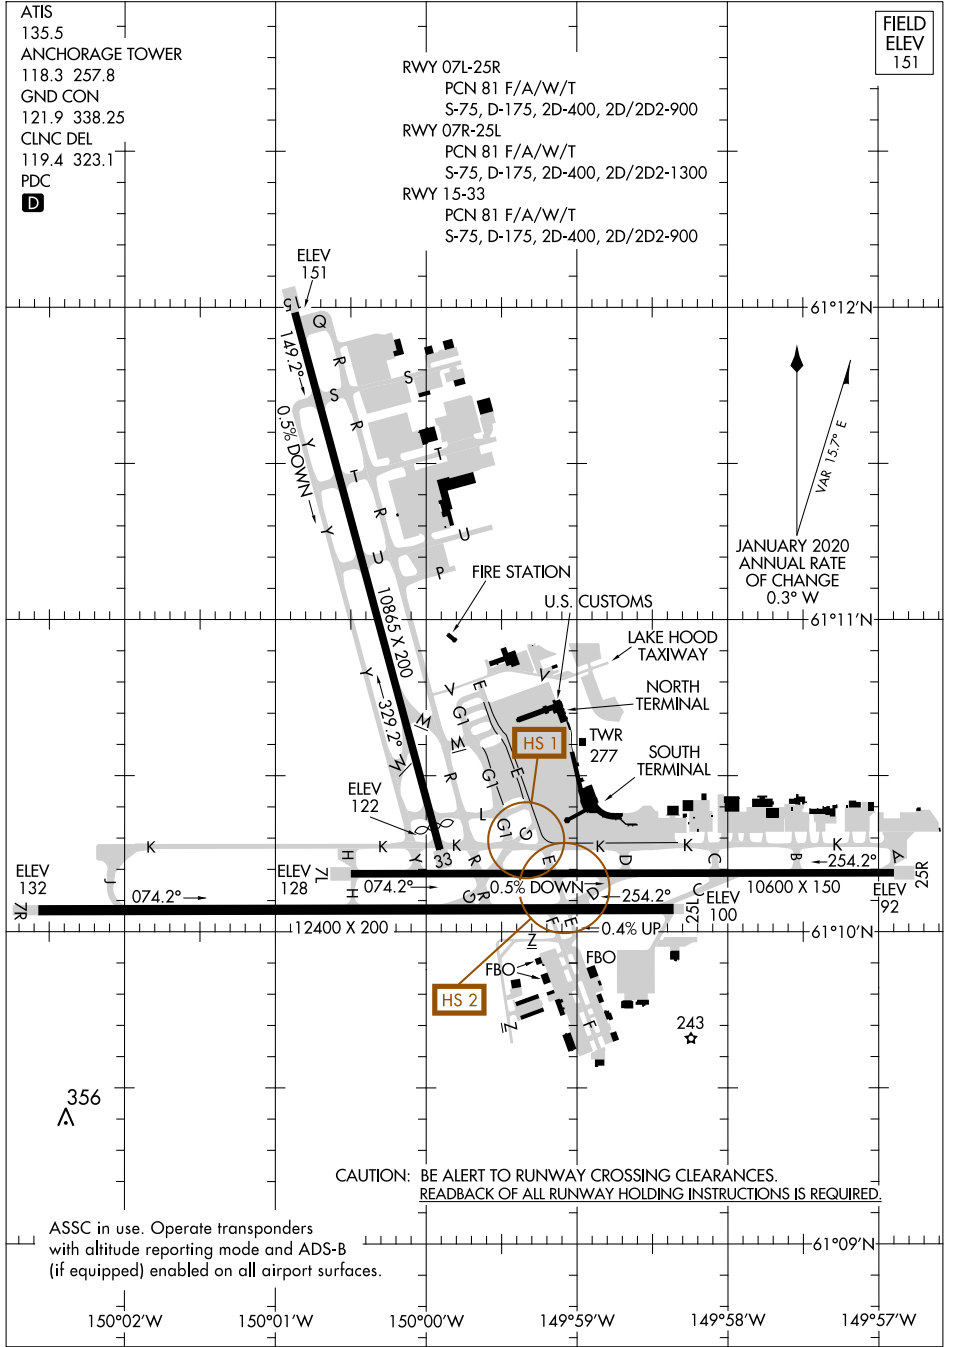 ATIS
135.5
ANCHORAGE TOWER
118.3 257.8
GND CON
121.9 338.25
CLNC DEL
119.4 323.1
PDC
D
RWY 07L-25R
PCN 81 F/A/W/T
S-75, D-175, 2D-400, 2D/2D2-900
RWY 07R-25L
PCN 81 F/A/W/T
S-75, D-175, 2D-400, 2D/2D2-1300
RWY 15-33
PCN 81 F/A/W/T
S-75, D-175, 2D-400, 2D/2D2-900
FIELD
ELEV
151
ELEV
151
15
61°12'N
Q
149.2°
R
S
S
0.5% DOWN
R
Y
T
T
R
Y
U
U
P
VAR 15.7° E
JANUARY 2020
ANNUAL RATE
OF CHANGE
0.3° W
FIRE STATION
U.S. CUSTOMS
10865 X 200
61°11'N
LAKE HOOD
TAXIWAY
Y
V
E
V
NORTH
TERMINAL
G1
329.2°
M
M
W
HS 1
TWR
277
SOUTH
TERMINAL
R
G1
E
ELEV
122
L
G1
G
K
K
K
K
K
K
H
Y
33
R
E
D
C
B
A
254.2°
ELEV
132
J
ELEV
128
7L
25R
074.2°
H
074.2°
0.5% DOWN
10600 X 150
ELEV
92
7R
G
R
D
254.2°
25L
C
ELEV
100
12400 X 200
F
E
0.4% UP
61°10'N
Z
FBO
FBO
HS 2
Z
F
243
356
CAUTION: BE ALERT TO RUNWAY CROSSING CLEARANCES.
READBACK OF ALL RUNWAY HOLDING INSTRUCTIONS IS REQUIRED.
ASSC in use. Operate transponders
with altitude reporting mode and ADS-B
(if equipped) enabled on all airport surfaces.
61°09'N
150°02'W
150°01'W
150°00'W
149°59'W
149°58'W
149°57'W